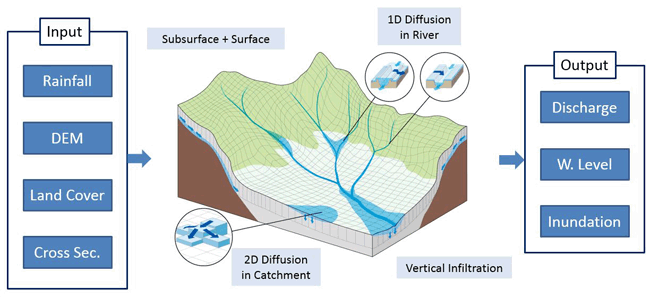 Input
Rainfall
DEM
Land Cover
Cross Sec.
Subsurface + Surface
1D Diffusion
in River
2D Diffusion
in Catchment
Vertical Infiltration
Output
Discharge
W. Level
Inundation